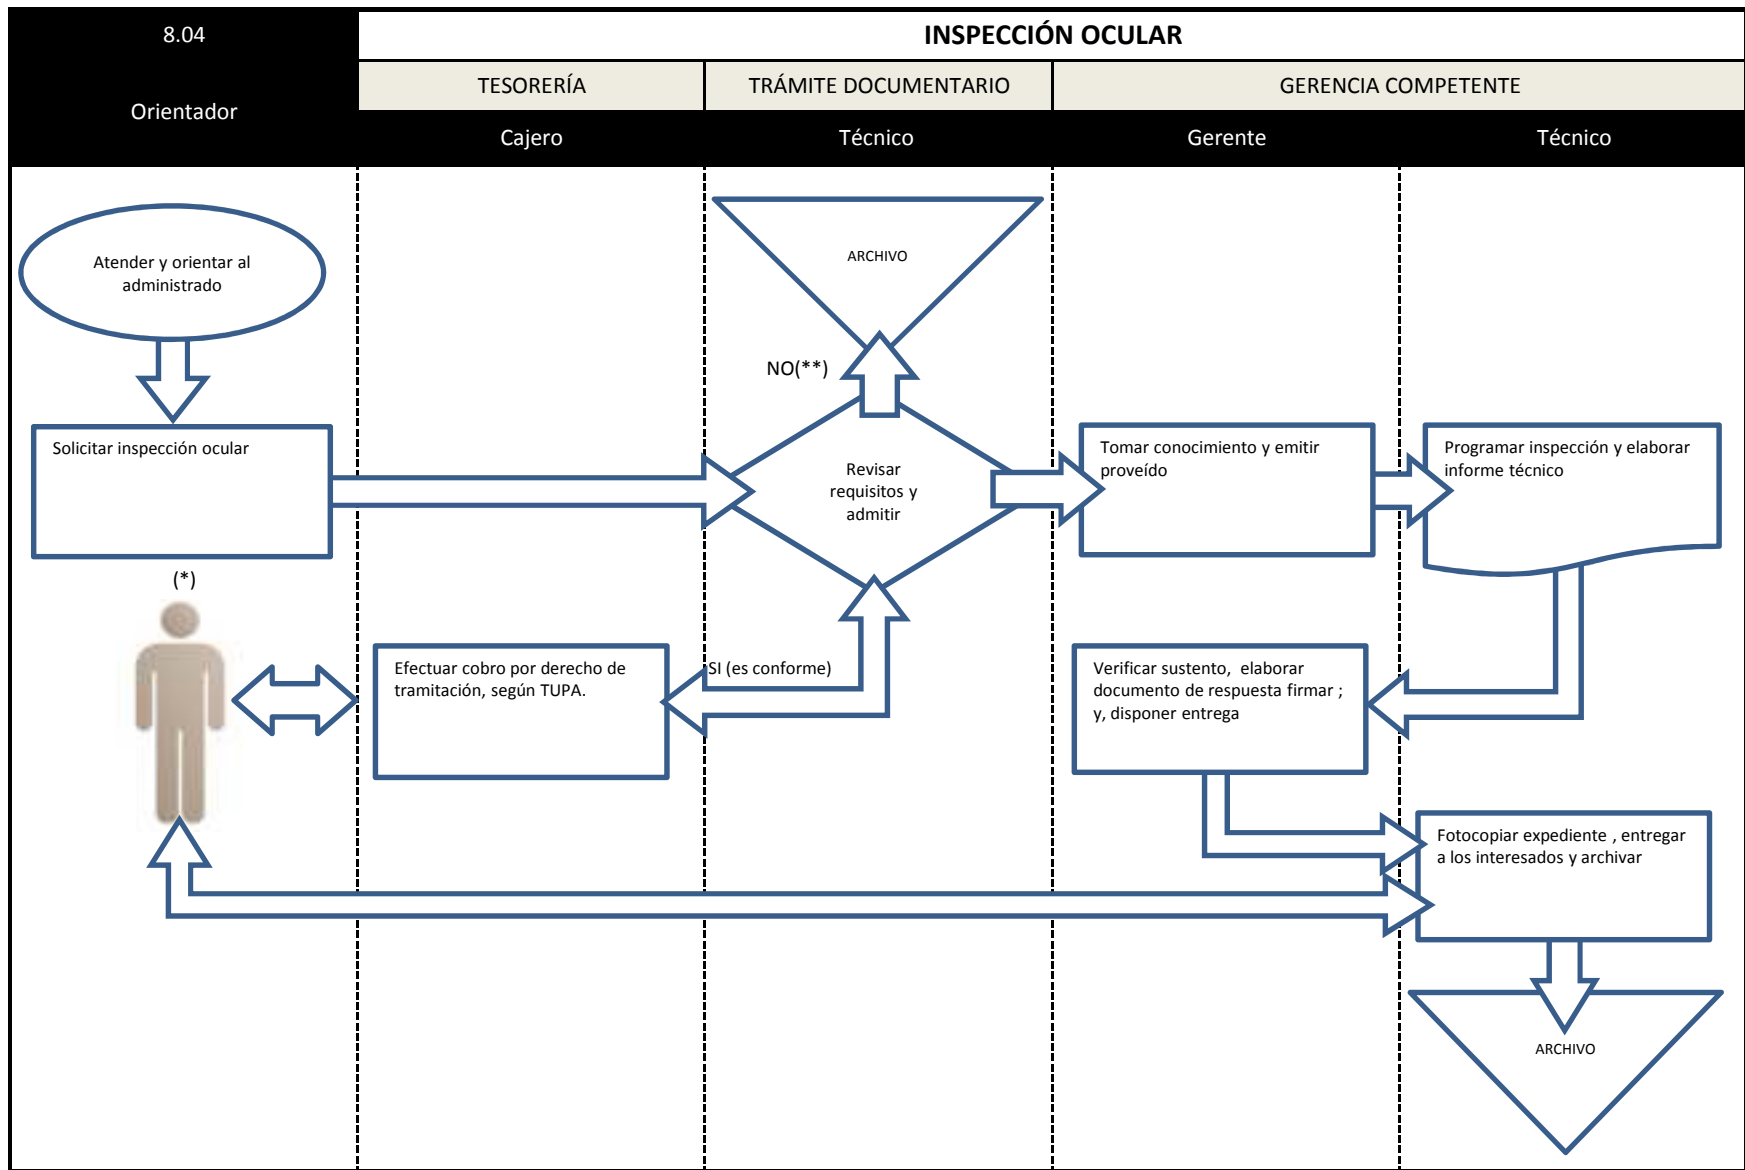 8.04
INSPECCIÓN OCULAR
Orientador
TESORERÍA
TRÁMITE DOCUMENTARIO
GERENCIA COMPETENTE
Cajero
Técnico
Gerente
Técnico
Atender y orientar al
administrado
ARCHIVO
NO(**)
Solicitar inspección ocular
Revisar
requisitos y
admitir
Tomar conocimiento y emitir
proveído
Programar inspección y elaborar
informe técnico
(*)
Efectuar cobro por derecho de
tramitación, según TUPA.
SI (es conforme)
Verificar sustento,  elaborar
documento de respuesta firmar ;
y, disponer entrega
Fotocopiar expediente , entregar
a los interesados y archivar
ARCHIVO